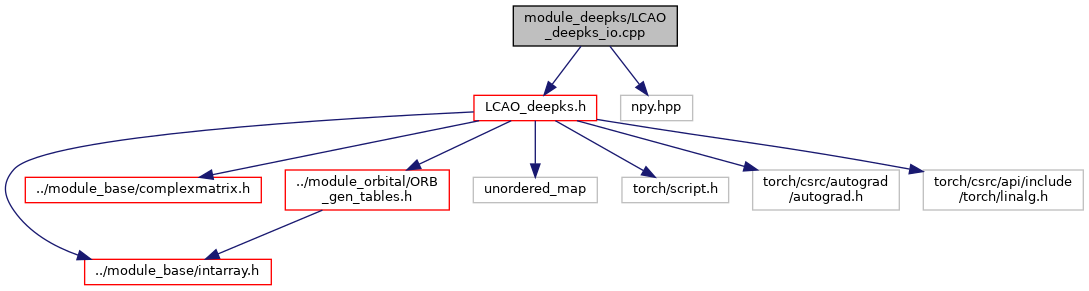 module_deepks/LCAO
_deepks_io.cpp
LCAO_deepks.h
npy.hpp
../module_base/complexmatrix.h
../module_orbital/ORB
_gen_tables.h
unordered_map
torch/script.h
torch/csrc/autograd
/autograd.h
torch/csrc/api/include
/torch/linalg.h
../module_base/intarray.h